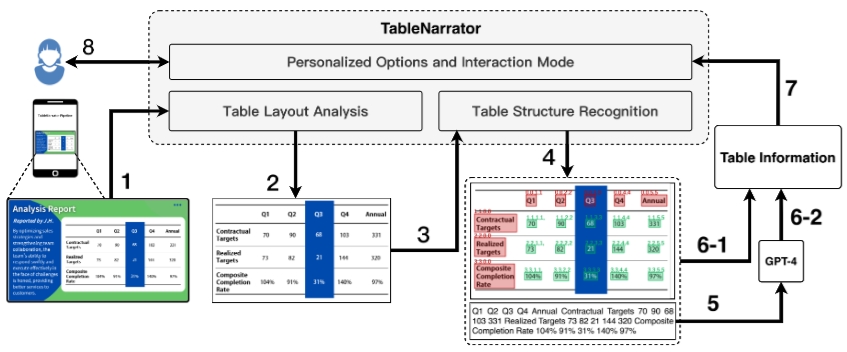 TableNarrator
8
Personalized Options and Interaction Mode
7
Table Layout Analysis
Table Structure Recognition
1
2
3
4
Table Information
Analysis Report
Reported by J.H.
By optimizing sales
strategies and
strengthening team
collaboration, the
team's ability to
respond swiftly and
execute effectively in
the face of challenges
is honed, providing
better services to
customers.
Q1 Q2 Q3 Q4 Annual
Contractual Targets 70 90 68 103 331
Realized Targets 73 82 21 144 320
Composite Completion Rate 104% 91% 31% 140% 97%
Q1 Q2 Q3 Q4 Annual
Contractual
Targets 70 90 68 103 331
Realized
Targets 73 82 21 144 320
Composite
Completion
Rate 104% 91% 31% 140% 97%
Q1 Q2 Q3 Q4 Annual
Contractual
Targets 70 90 68 103 331
Realized
Targets 73 82 21 144 320
Composite
Completion
Rate 104% 91% 31% 140% 97%
6-1
6-2
GPT-4
5
Q1 Q2 Q3 Q4 Annual Contractual Targets 70 90 68
103 331 Realized Targets 73 82 21 144 320 Composite
Completion Rate 104% 91% 31% 140% 97%